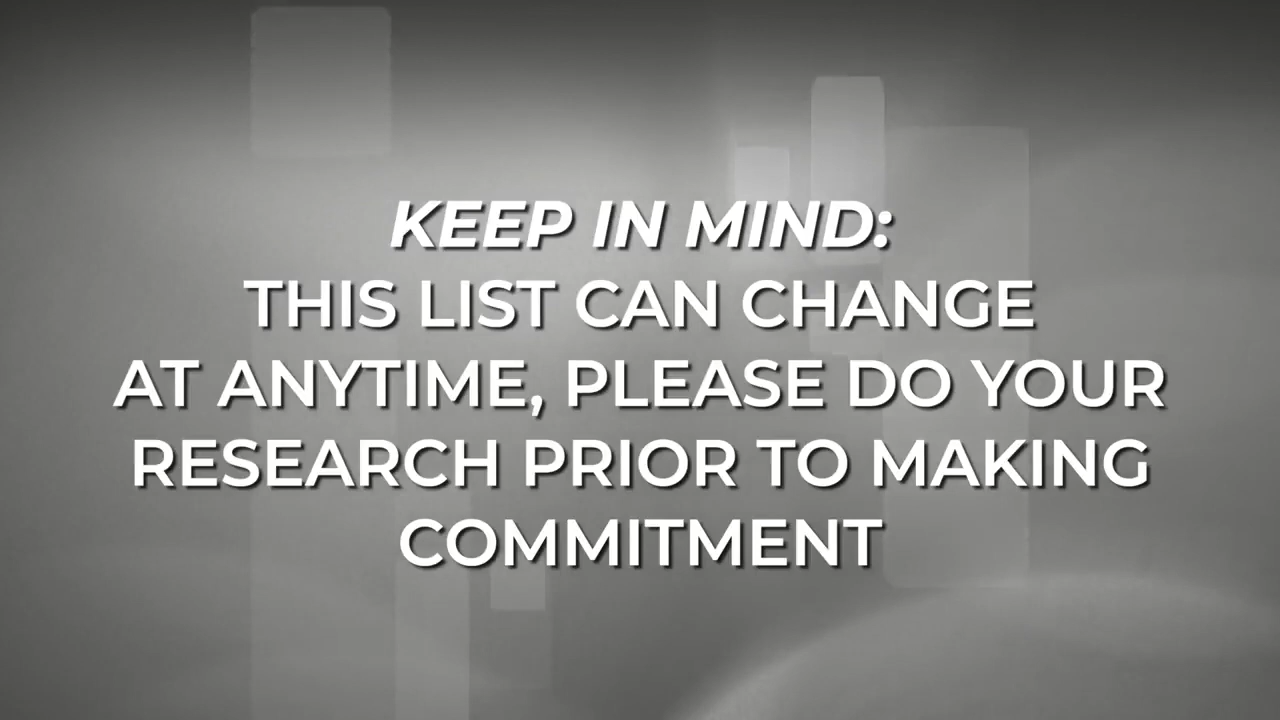 KEEP IN MIND:
THIS LIST CAN CHANGE
AT ANYTIME, PLEASE DO YOUR
RESEARCH PRIOR TO MAKING
COMMITMENT